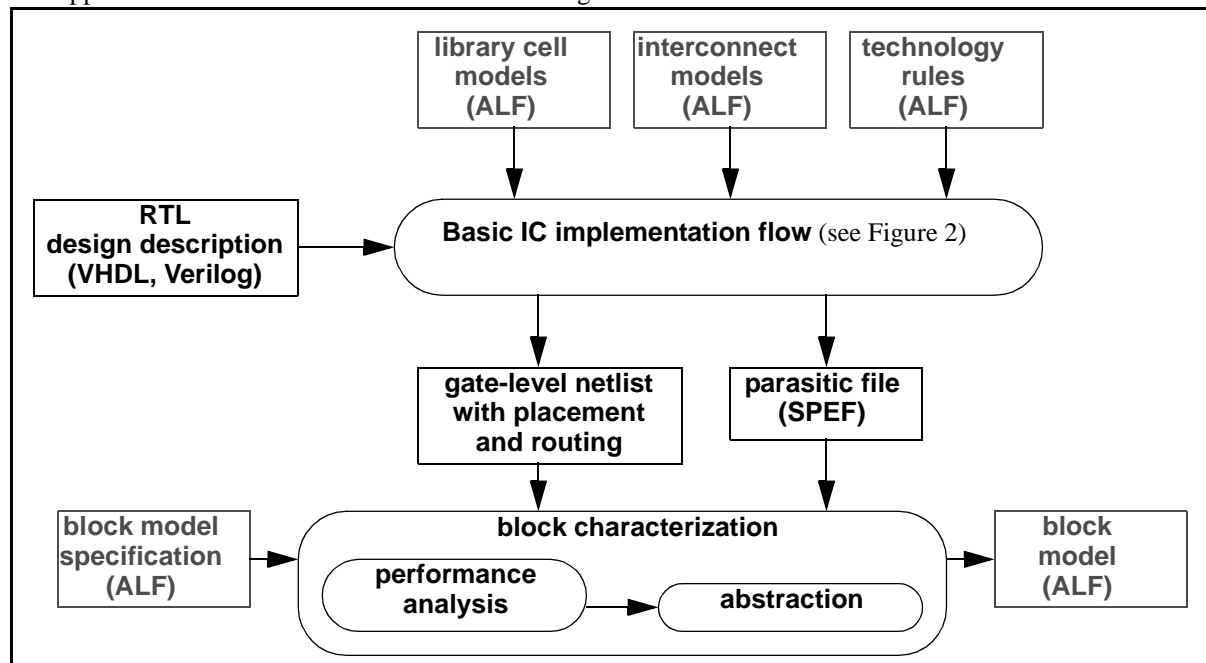 library cell
models
(ALF)
interconnect
models
(ALF)
technology
rules
(ALF)
RTL
design description
(VHDL, Verilog)
Basic IC implementation flow (see Figure 2)
gate-level netlist
with placement
and routing
parasitic file
(SPEF)
block model
specification
(ALF)
block characterization
performance
analysis
abstraction
block
model
(ALF)